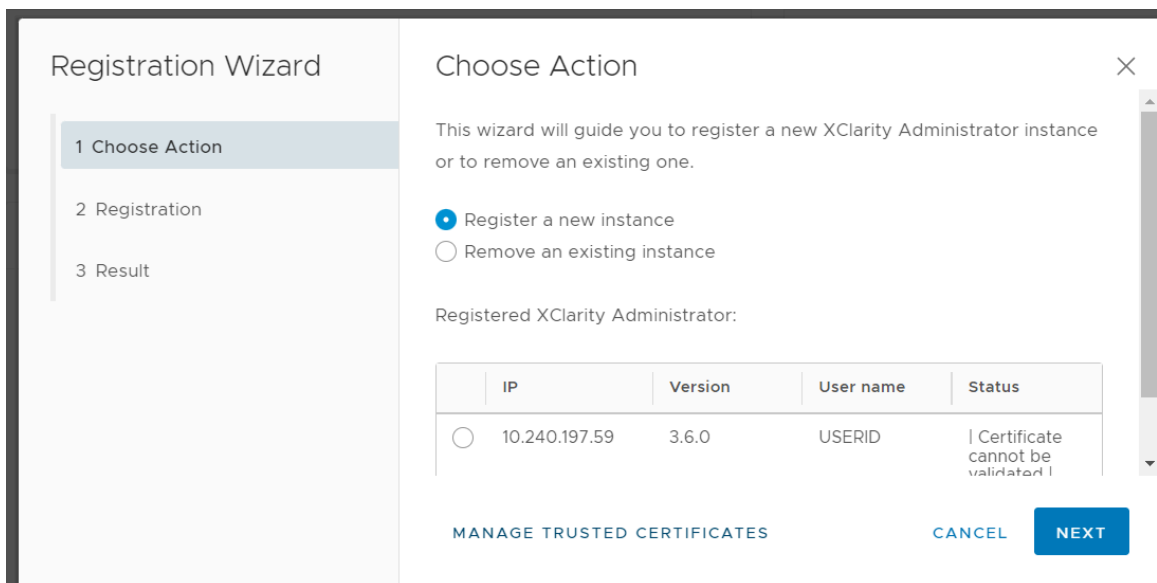 Registration Wizard
1 Choose Action
2 Registration
3 Result
Choose Action
This wizard will guide you to register a new XClarity Administrator instance
or to remove an existing one.
Register a new instance
Remove an existing instance
Registered XClarity Administrator:
IP Version User name Status
10.240.197.59 3.6.0 USERID | Certificate
cannot be
validated |
MANAGE TRUSTED CERTIFICATES CANCEL NEXT